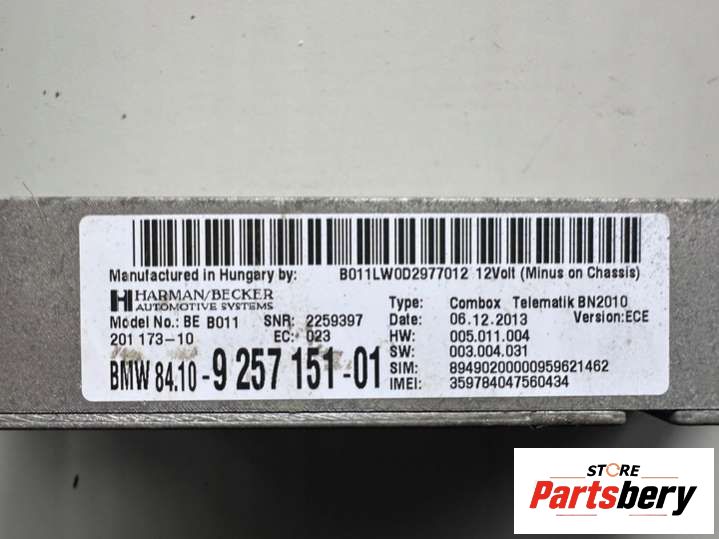 Manufactured in Hungary by: B011LW0D2977012 12Volt (Minus on Chassis)
HARMAN/BECKER
AUTOMOTIVE SYSTEMS
Model No.: BE B011 SNR: 2259397
201 173-10 EC: 023
BMW 84.10-9 257 151-01
Type: Combox Telematik BN2010
Date: 06.12.2013 Version:ECE
HW: 005.011.004
SW: 003.004.031
SIM: 89490200000959621462
IMEI: 359784047560434
STORE
Partsbery